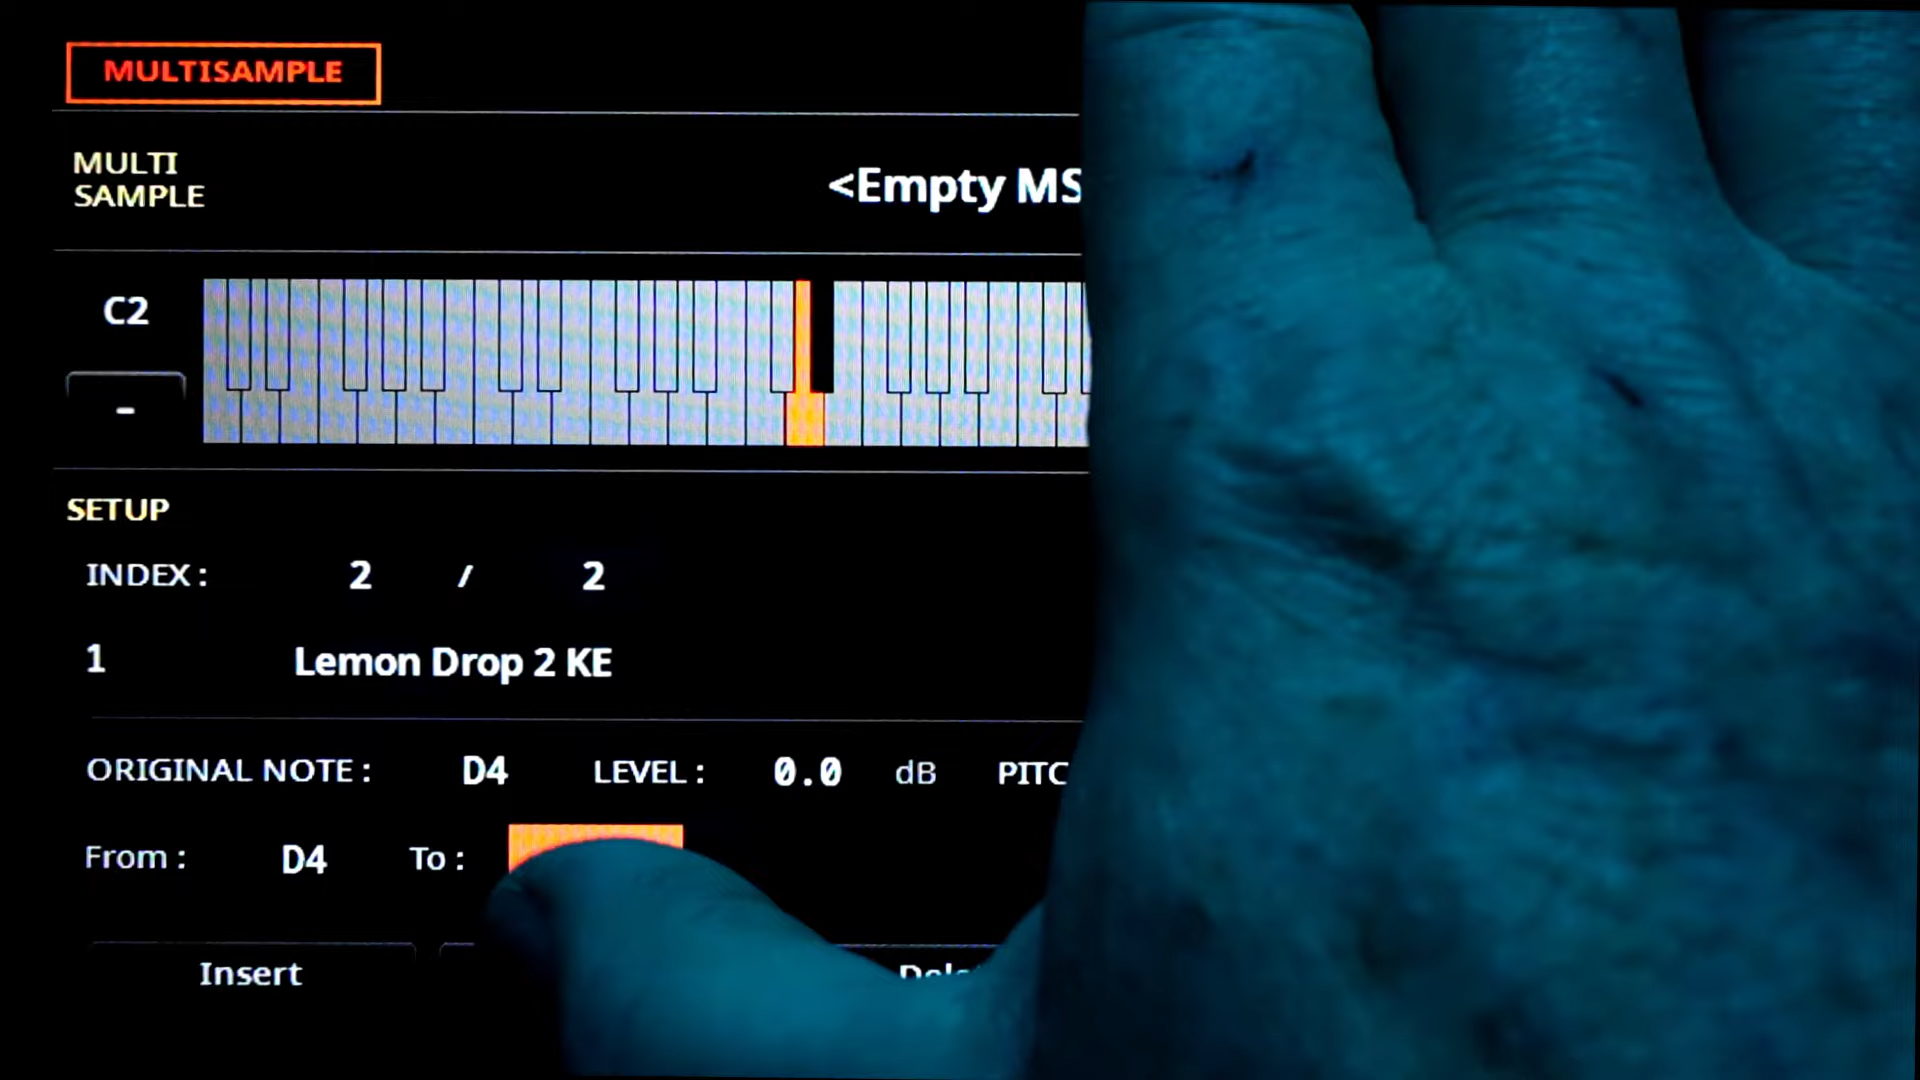 MULTISAMPLE
MULTI
SAMPLE
<Empty MS
C2
-
SETUP
INDEX : 2 / 2
1 Lemon Drop 2 KE
ORIGINAL NOTE : D4 LEVEL : 0.0 dB PITC
From : D4 To :
Insert